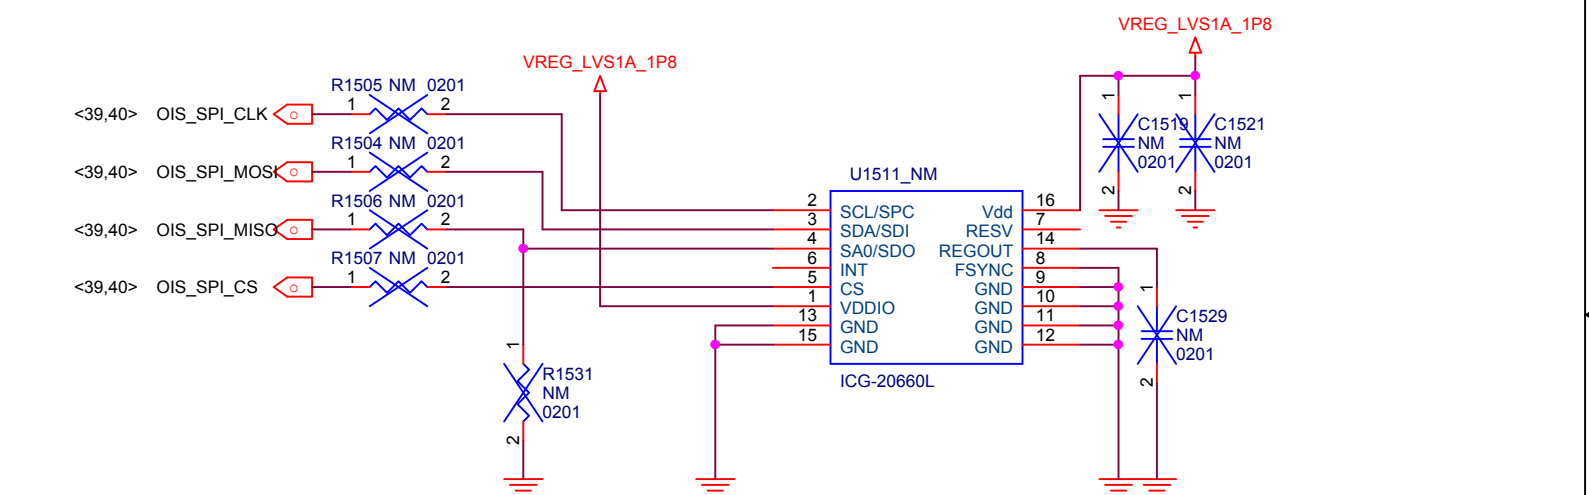 VREG_LVS1A_1P8
VREG_LVS1A_1P8
R1505 NM 0201
1 2
<39,40> OIS_SPI_CLK
R1504 NM 0201
1 2
<39,40> OIS_SPI_MOSI
R1506 NM 0201
1 2
<39,40> OIS_SPI_MISO
R1507 NM 0201
1 2
<39,40> OIS_SPI_CS
1
C1519
NM
0201
2
1
C1521
NM
0201
2
U1511_NM
2 SCL/SPC Vdd 16
3 SDA/SDI RESV 7
4 SA0/SDO REGOUT 14
6 INT FSYNC 8
5 CS GND 9
1 VDDIO GND 10
13 GND GND 11
15 GND GND 12
ICG-20660L
1
R1531
NM
0201
2
1
C1529
NM
0201
2